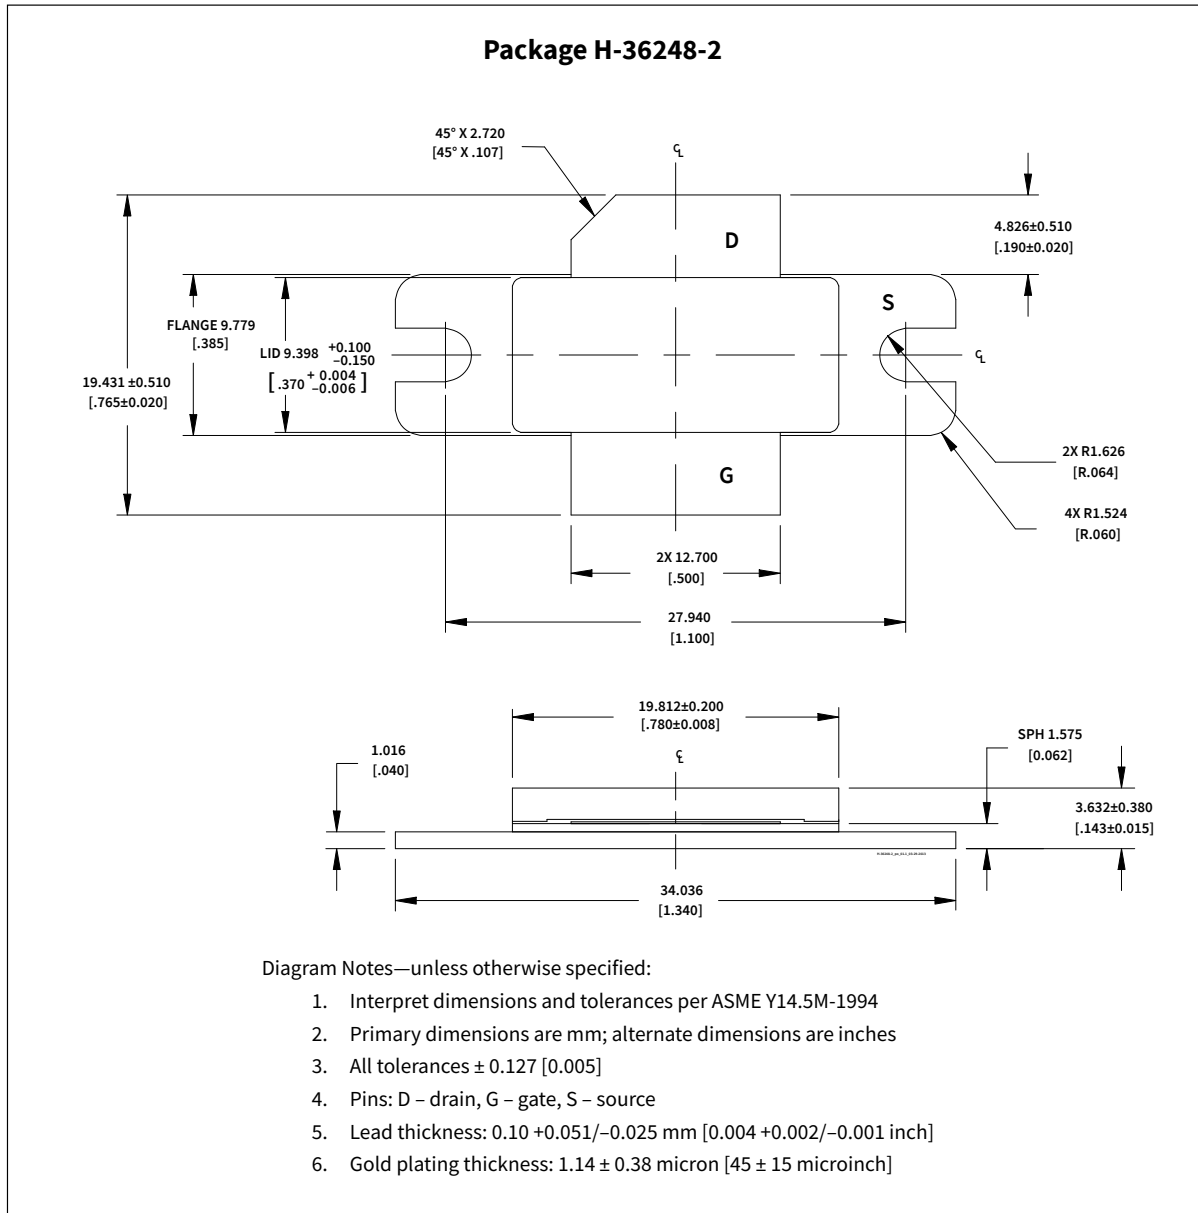 Package H-36248-2
45° X 2.720
[45° X .107]
CL
4.826±0.510
[.190±0.020]
D
S
FLANGE 9.779
[.385]
LID 9.398 +0.100
–0.150
[.370 + 0.004
–0.006 ]
CL
19.431 ±0.510
[.765±0.020]
2X R1.626
[R.064]
G
4X R1.524
[R.060]
2X 12.700
[.500]
27.940
[1.100]
19.812±0.200
[.780±0.008]
SPH 1.575
[0.062]
1.016
[.040]
CL
3.632±0.380
[.143±0.015]
34.036
[1.340]
Diagram Notes—unless otherwise specified:
1. Interpret dimensions and tolerances per ASME Y14.5M-1994
2. Primary dimensions are mm; alternate dimensions are inches
3. All tolerances ± 0.127 [0.005]
4. Pins: D – drain, G – gate, S – source
5. Lead thickness: 0.10 +0.051/–0.025 mm [0.004 +0.002/–0.001 inch]
6. Gold plating thickness: 1.14 ± 0.38 micron [45 ± 15 microinch]